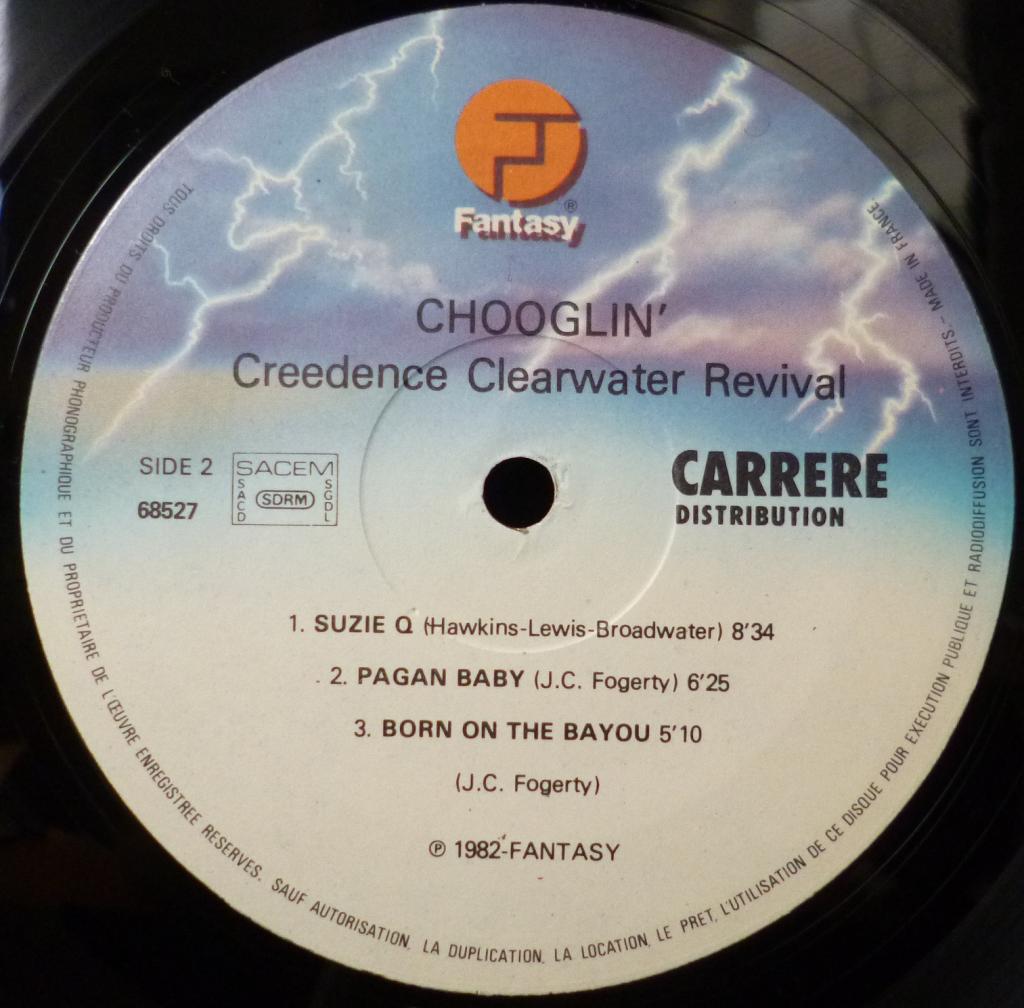 Fantasy ®
CHOOGLIN'
Creedence Clearwater Revival
SIDE 2
68527
SACEM
SACD
SDRM
SGDL
CARRERE
DISTRIBUTION
1. SUZIE Q (Hawkins-Lewis-Broadwater) 8'34
2. PAGAN BABY (J.C. Fogerty) 6'25
3. BORN ON THE BAYOU 5'10
(J.C. Fogerty)
℗ 1982-FANTASY
TOUS DROITS DU PRODUCTEUR PHONOGRAPHIQUE ET DU PROPRIETAIRE DE L'ŒUVRE ENREGISTREE RESERVES. SAUF AUTORISATION, LA DUPLICATION, LA LOCATION, LE PRET, L'UTILISATION DE CE DISQUE POUR EXECUTION PUBLIQUE ET RADIODIFFUSION SONT INTERDITS - MADE IN FRANCE